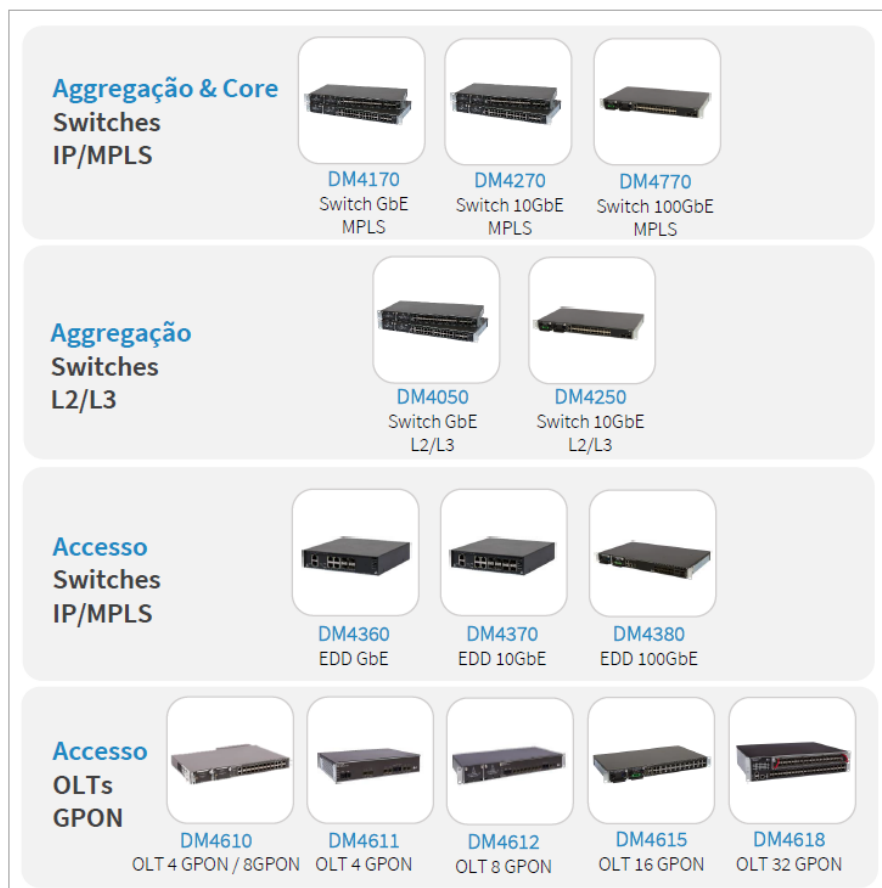 Aggregação & Core
Switches
IP/MPLS
DM4170
Switch GbE
MPLS
DM4270
Switch 10GbE
MPLS
DM4770
Switch 100GbE
MPLS
Aggregação
Switches
L2/L3
DM4050
Switch GbE
L2/L3
DM4250
Switch 10GbE
L2/L3
Accesso
Switches
IP/MPLS
DM4360
EDD GbE
DM4370
EDD 10GbE
DM4380
EDD 100GbE
Accesso
OLTs
GPON
DM4610
OLT 4 GPON / 8GPON
DM4611
OLT 4 GPON
DM4612
OLT 8 GPON
DM4615
OLT 16 GPON
DM4618
OLT 32 GPON